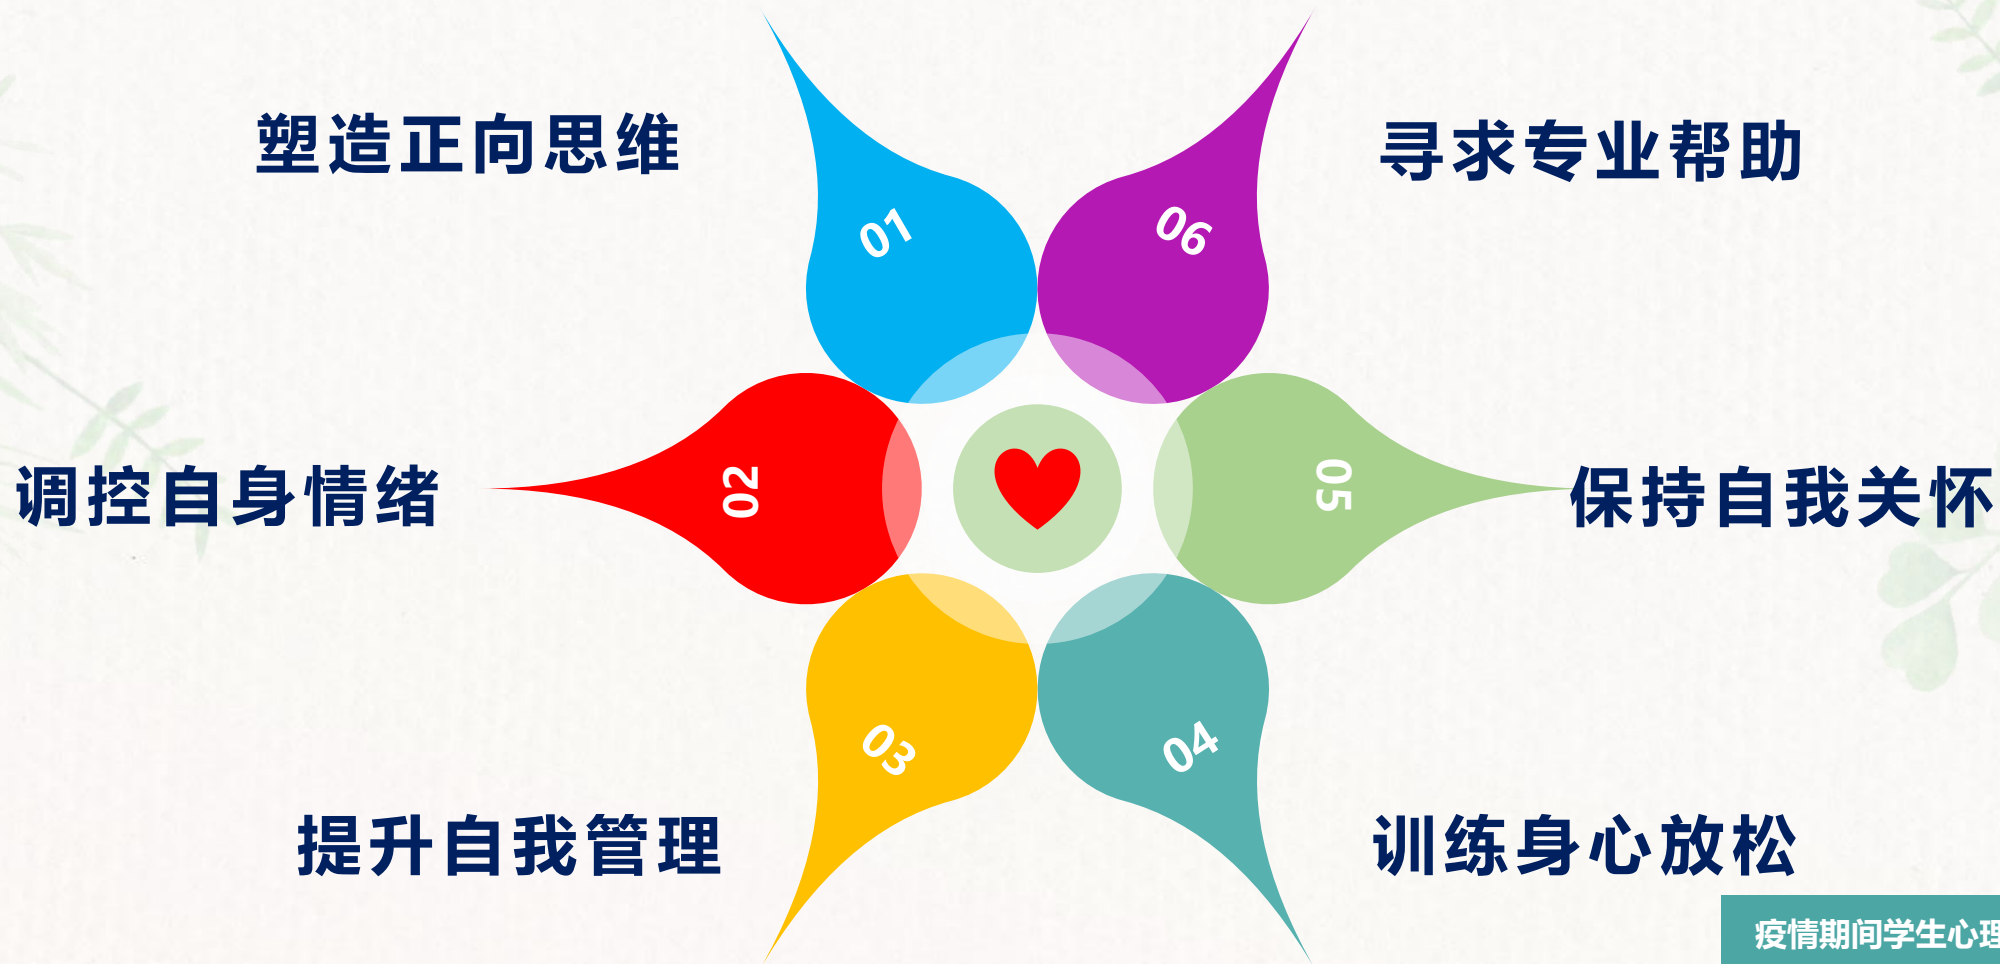 塑造正向思维
01
调控自身情绪
02
提升自我管理
03
训练身心放松
04
保持自我关怀
05
寻求专业帮助
06
疫情期间学生心理